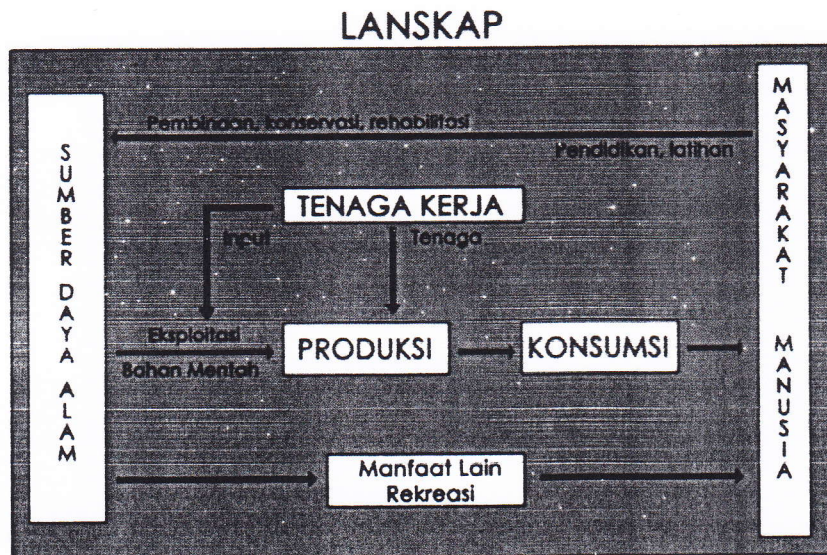 LANSKAP
SUMBER DAYA ALAM
Pembinaan, konservasi, rehabilitasi
Pendidikan, latihan
TENAGA KERJA
Input
Tenaga
Eksploitasi
Bahan Mentah
PRODUKSI
KONSUMSI
Manfaat Lain
Rekreasi
MASYARAKAT MANUSIA